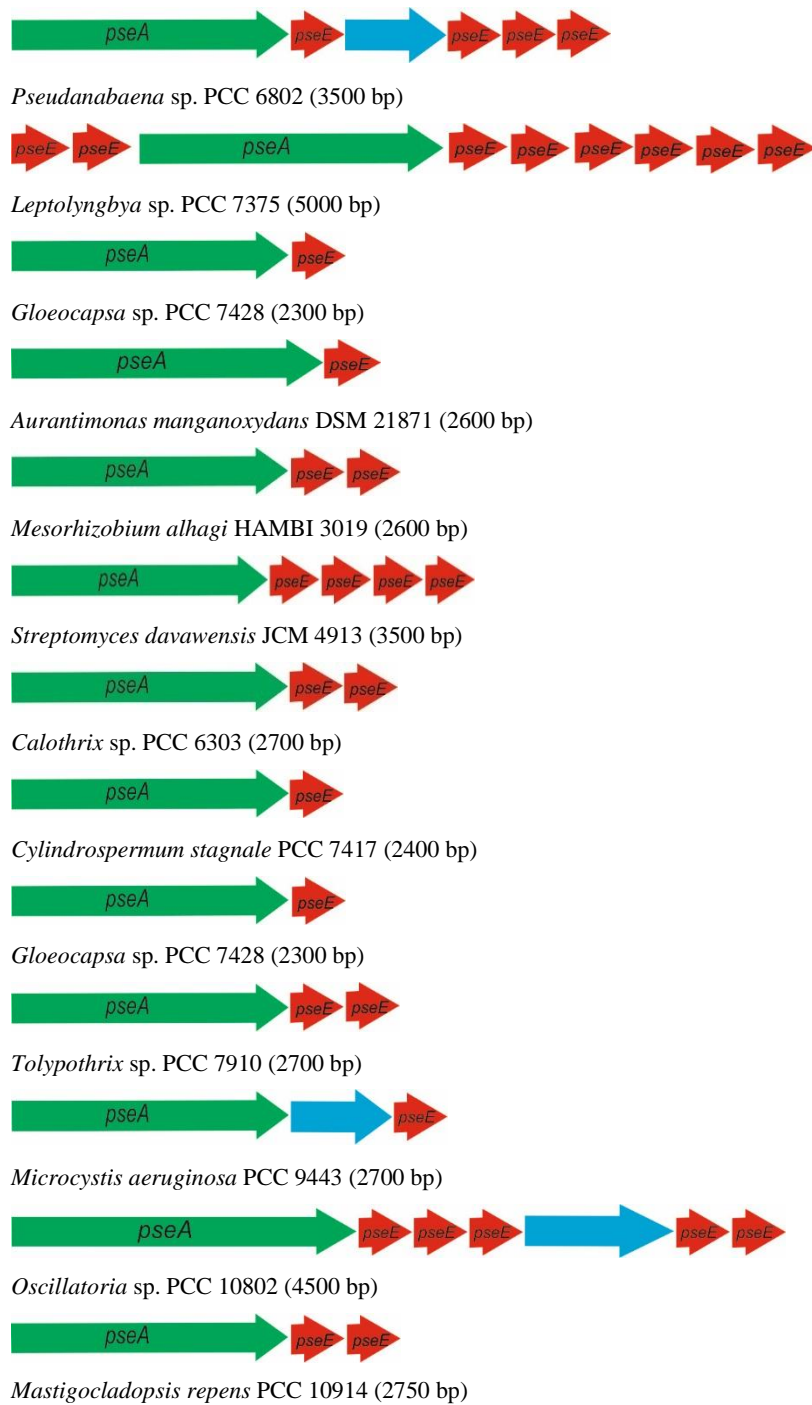 pseA pseE pseE pseE pseE
Pseudanabaena sp. PCC 6802 (3500 bp)
pseE pseE pseA pseE pseE pseE pseE pseE pseE
Leptolyngbya sp. PCC 7375 (5000 bp)
pseA pseE
Gloeocapsa sp. PCC 7428 (2300 bp)
pseA pseE
Aurantimonas manganoxydans DSM 21871 (2600 bp)
pseA pseE pseE
Mesorhizobium alhagi HAMBI 3019 (2600 bp)
pseA pseE pseE pseE pseE
Streptomyces davawensis JCM 4913 (3500 bp)
pseA pseE pseE
Calothrix sp. PCC 6303 (2700 bp)
pseA pseE
Cylindrospermum stagnale PCC 7417 (2400 bp)
pseA pseE
Gloeocapsa sp. PCC 7428 (2300 bp)
pseA pseE pseE
Tolypothrix sp. PCC 7910 (2700 bp)
pseA pseE
Microcystis aeruginosa PCC 9443 (2700 bp)
pseA pseE pseE pseE pseE pseE
Oscillatoria sp. PCC 10802 (4500 bp)
pseA pseE pseE
Mastigocladopsis repens PCC 10914 (2750 bp)